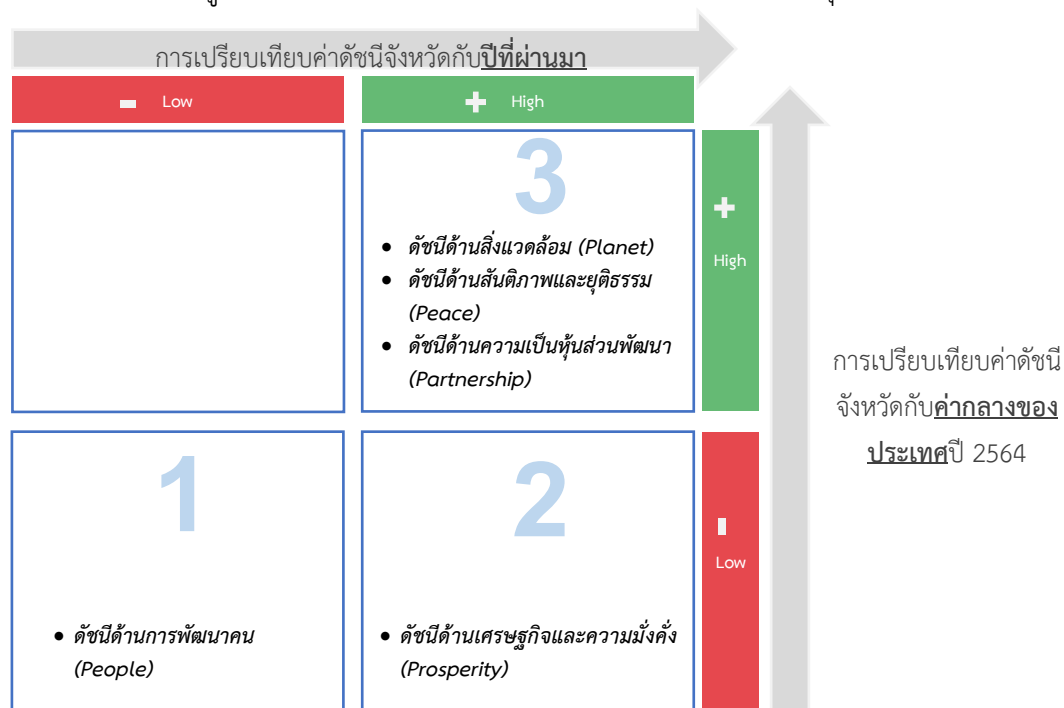 การเปรียบเทียบค่าดัชนีจังหวัดกับปีที่ผ่านมา
- Low
+ High
3
• ดัชนีด้านสิ่งแวดล้อม (Planet)
• ดัชนีด้านสันติภาพและยุติธรรม
(Peace)
• ดัชนีด้านความเป็นหุ้นส่วนพัฒนา
(Partnership)
+
High
การเปรียบเทียบค่าดัชนี
จังหวัดกับค่ากลางของ
ประเทศปี 2564
1
• ดัชนีด้านการพัฒนาคน
(People)
2
• ดัชนีด้านเศรษฐกิจและความมั่งคั่ง
(Prosperity)
-
Low